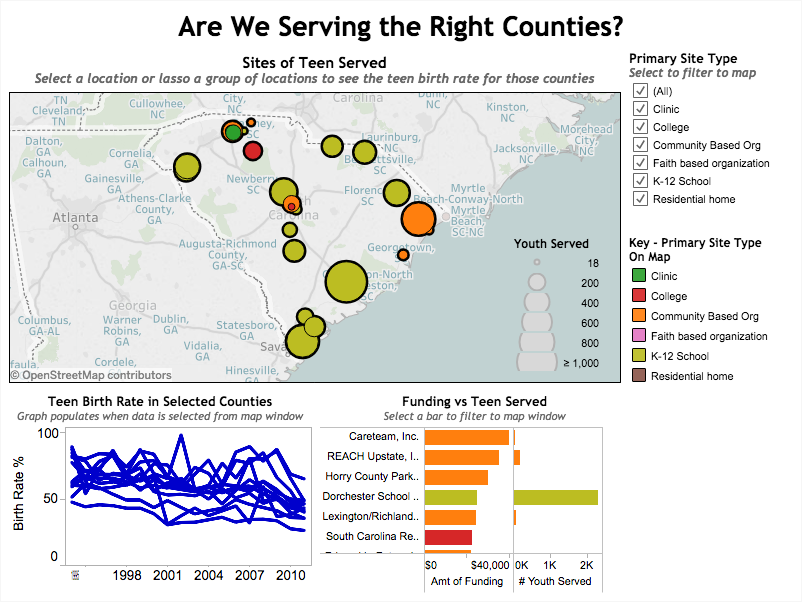 Are We Serving the Right Counties?
Sites of Teen Served
Select a location or lasso a group of locations to see the teen birth rate for those counties
TN
Cleveland,
TN
Cullowhee,
NC
City,
NC
Carolina
NC
Kinston,
NC
Morehead
City,
NC
Dalton,
GA
Calhoun,
GA
Cornelia,
GA
Laurinburg,
NC
Jacksonville,
NC
Gainesville,
GA
Newberry
SC
Florence
SC
Athens-Clarke
County,
GA
Atlanta
Carolina
Myrtle
Beach-Conway-North
Myrtle
Beach,
SC-NC
Augusta-Richmond
County,
GA-SC
Georgetown,
Georgia
Columbus,
GA-AL
Warner
Robins,
GA
Dublin,
GA
Statesboro,
GA
Vidalia,
GA
Cordele,
Hinesville,
© OpenStreetMap contributors
Youth Served
18
200
400
600
800
≥ 1,000
Primary Site Type
Select to filter to map
(All)
Clinic
College
Community Based Org
Faith based organization
K-12 School
Residential home
Key - Primary Site Type
On Map
Clinic
College
Community Based Org
Faith based organization
K-12 School
Residential home
Teen Birth Rate in Selected Counties
Graph populates when data is selected from map window
Birth Rate %
100
50
0
1998 2001 2004 2007 2010
Funding vs Teen Served
Select a bar to filter to map window
Careteam, Inc.
REACH Upstate, I..
Horry County Park..
Dorchester School ..
Lexington/Richland..
South Carolina Re..
$0 $40,000 0K 1K 2K
Amt of Funding # Youth Served